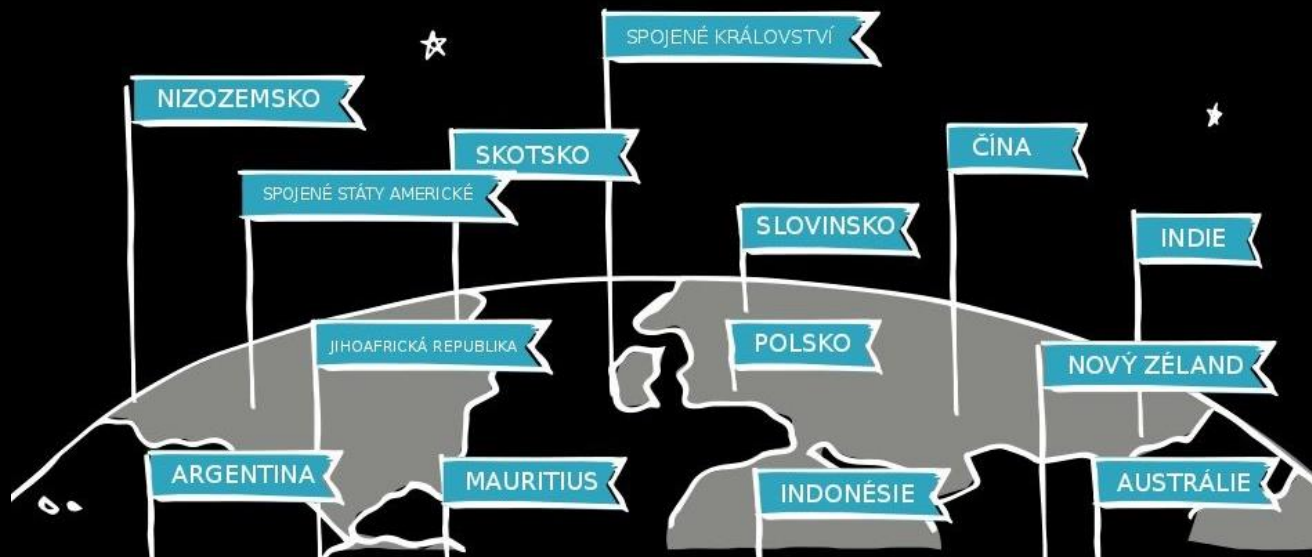 SPOJENÉ KRÁLOVSTVÍ
NIZOZEMSKO
SKOTSKO
ČÍNA
SPOJENÉ STÁTY AMERICKÉ
SLOVINSKO
INDIE
JIHOAFRICKÁ REPUBLIKA
POLSKO
NOVÝ ZÉLAND
ARGENTINA
MAURITIUS
INDONÉSIE
AUSTRÁLIE